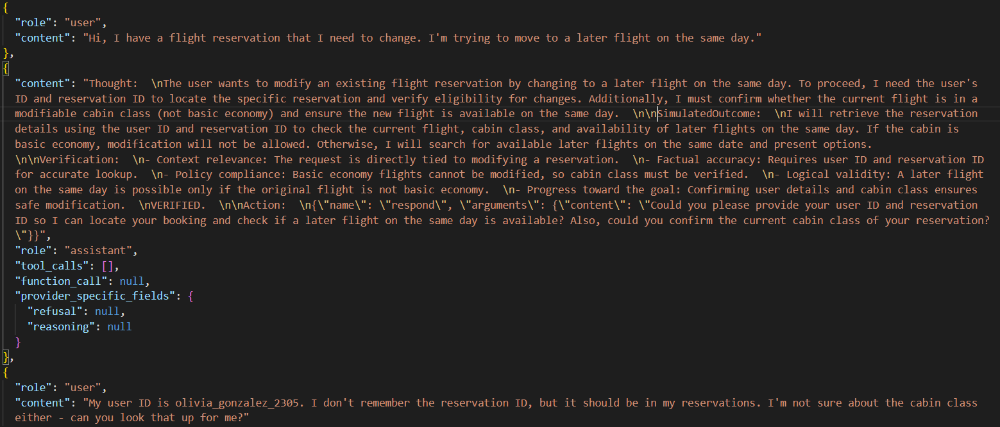 {
"role": "user",
"content": "Hi, I have a flight reservation that I need to change. I'm trying to move to a later flight on the same day."
},
{
"content": "Thought:  \nThe user wants to modify an existing flight reservation by changing to a later flight on the same day. To proceed, I need the user's
ID and reservation ID to locate the specific reservation and verify eligibility for changes. Additionally, I must confirm whether the current flight is in a
modifiable cabin class (not basic economy) and ensure the new flight is available on the same day.  \n\nSimulatedOutcome:  \nI will retrieve the reservation
details using the user ID and reservation ID to check the current flight, cabin class, and availability of later flights on the same day. If the cabin is
basic economy, modification will not be allowed. Otherwise, I will search for available later flights on the same date and present options.
\n\nVerification:  \n- Context relevance: The request is directly tied to modifying a reservation.  \n- Factual accuracy: Requires user ID and reservation ID
for accurate lookup.  \n- Policy compliance: Basic economy flights cannot be modified, so cabin class must be verified.  \n- Logical validity: A later flight
on the same day is possible only if the original flight is not basic economy.  \n- Progress toward the goal: Confirming user details and cabin class ensures
safe modification.  \nVERIFIED.  \n\nAction:  \n{\"name\": \"respond\", \"arguments\": {\"content\": \"Could you please provide your user ID and reservation
ID so I can locate your booking and check if a later flight on the same day is available? Also, could you confirm the current cabin class of your reservation?
\"}}",
"role": "assistant",
"tool_calls": [],
"function_call": null,
"provider_specific_fields": {
"refusal": null,
"reasoning": null
}
},
{
"role": "user",
"content": "My user ID is olivia_gonzalez_2305. I don't remember the reservation ID, but it should be in my reservations. I'm not sure about the cabin class
either - can you look that up for me?"